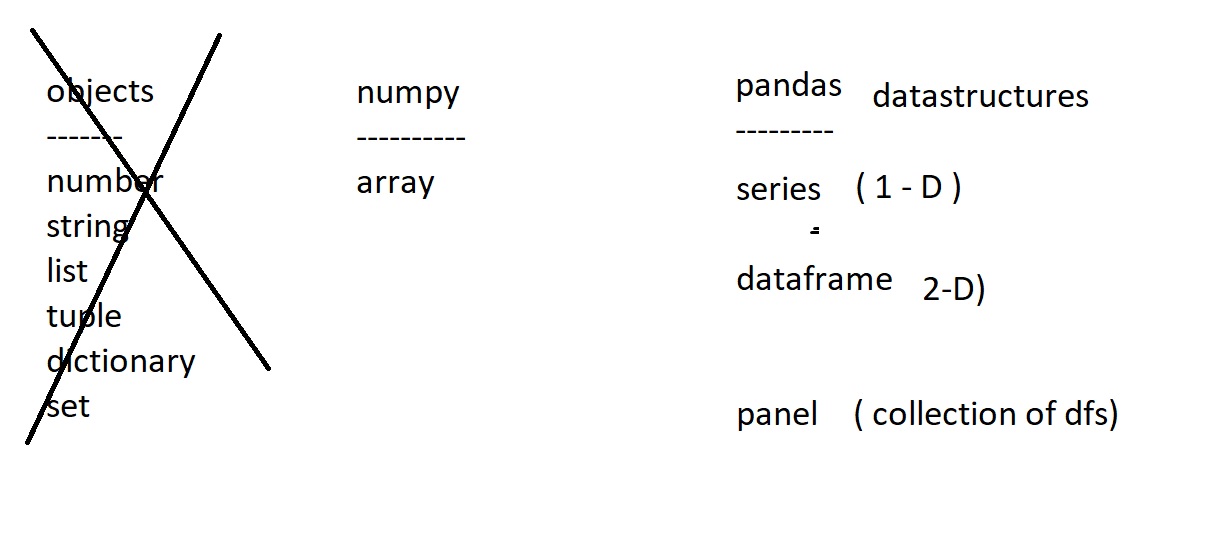 objects
-------
number
string
list
tuple
dictionary
set
numpy
----------
array
pandas datastructures
---------
series ( 1 - D )
dataframe 2-D)
panel ( collection of dfs)